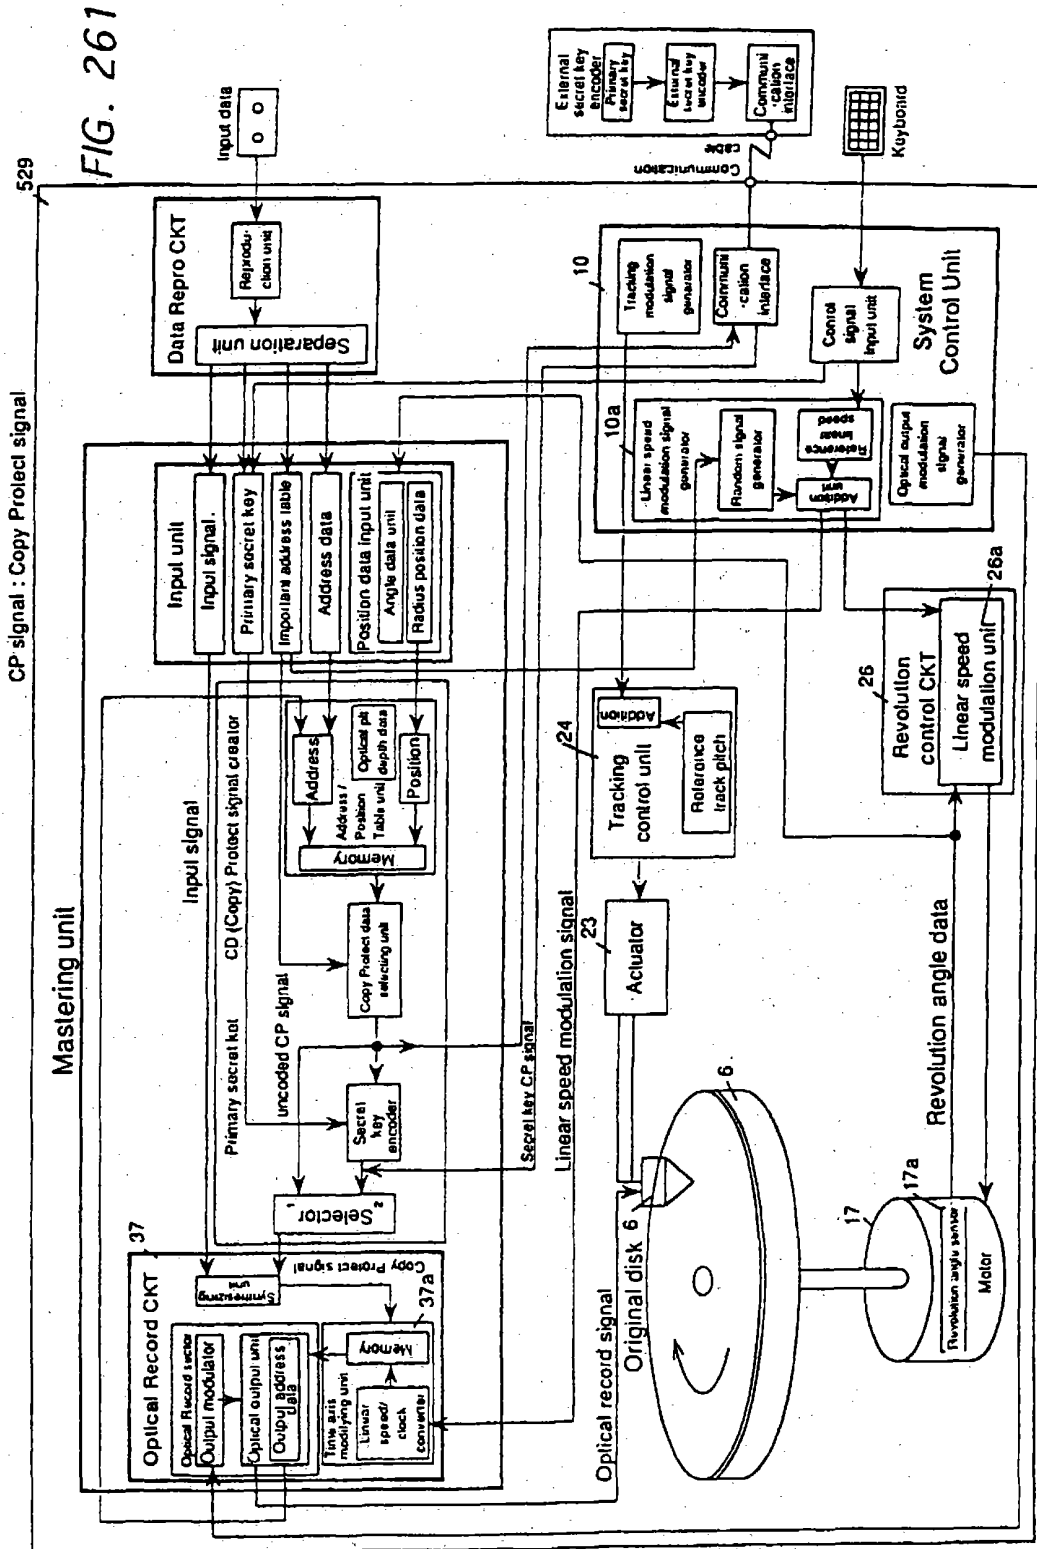 FIG. 261
CP signal : Copy Protect signal
529
Input data
Data Repro CKT
Reprodu-
ction unit
Separation unit
Mastering unit
Input unit
Input signal.
Primary secret key
Important address table
Address data
Position data input unit
Angle data unit
Radius position data
Input signal
CD (Copy) Protect signal creator
Primary secret ket
uncoded CP signal
Address
Address /
Position
Table unit
Optical pit
depth data
Position
Memory
Copy Protect data
selecting unit
Secret
key
encoder
Selector
1
2
Secret key CP signal
Linear speed modulation signal
37
Optical Record CKT
Synthesizing
unit
Copy Protect signal
Optical Record sector
Output modulator
Optical output unit
Output address
data
37a
Memory
Time axis
modifying unit
Linear
speed/
clock
converter
Optical record signal
External
secret key
encoder
Primary
secret key
External
secret key
encoder
Communi
-cation
interface
Communication
cable
Keyboard
10
Tracking
modulation
signal
generator
Communi
-cation
interface
Control
signal
Input unit
System
Control Unit
10a
Linear speed
modulation signal
generator
Random signal
generator
Reference
linear
speed
Addition
unit
Optical output
modulation
signal
generator
24
Tracking
control unit
Addition
Reference
track pitch
23
Actuator
26
Revolution
control CKT
Linear speed
modulation unit
26a
Original disk
6
6
Revolution angle data
17
17a
Revolution angle sensor
Motor